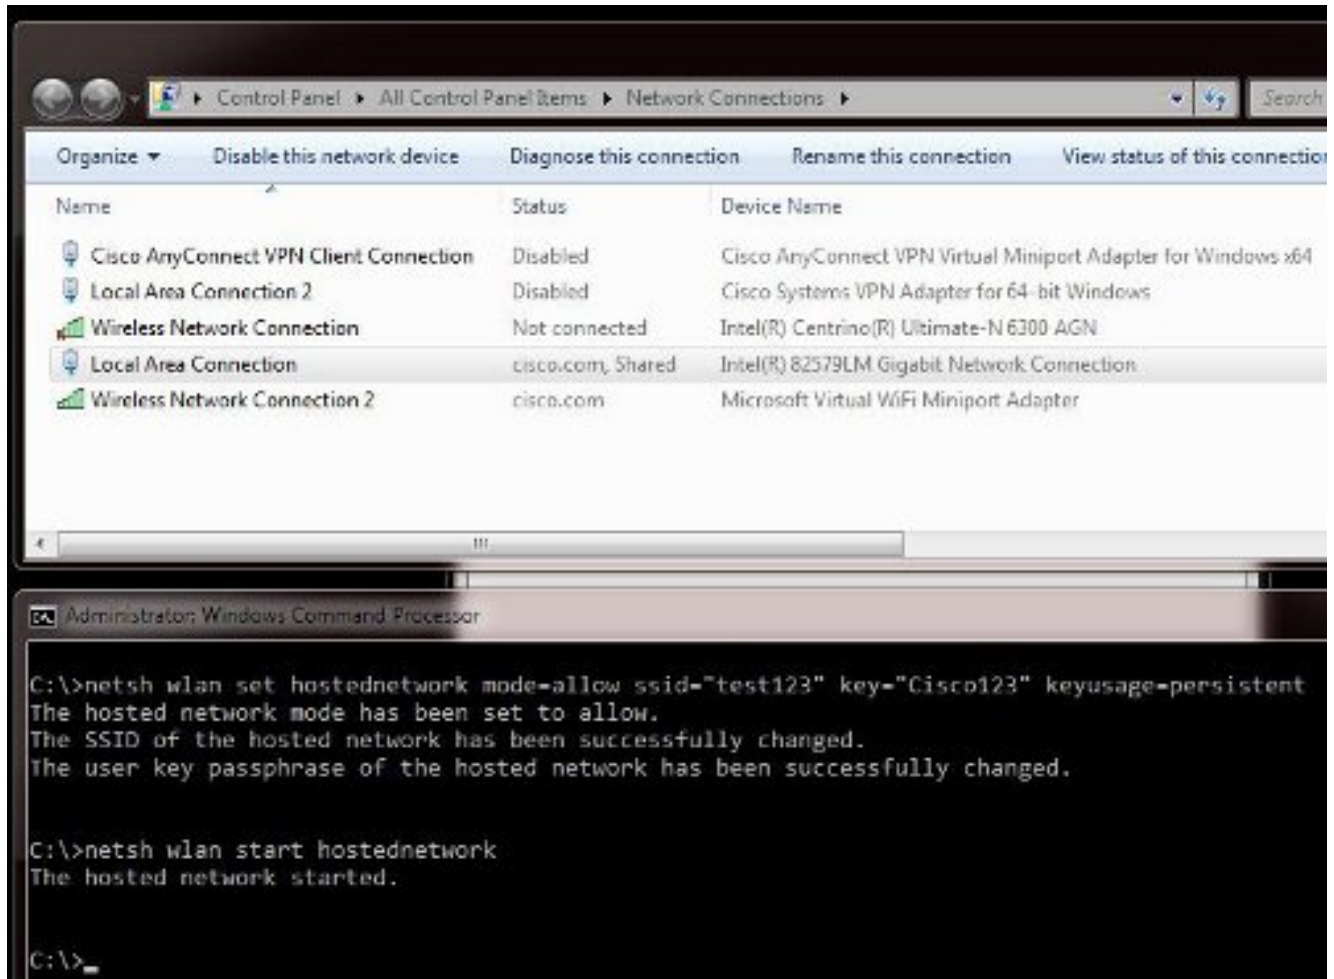 Control Panel ▸ All Control Panel Items ▸ Network Connections ▸ Search
Organize ▾ Disable this network device Diagnose this connection Rename this connection View status of this connection
Name Status Device Name
Cisco AnyConnect VPN Client Connection Disabled Cisco AnyConnect VPN Virtual Miniport Adapter for Windows x64
Local Area Connection 2 Disabled Cisco Systems VPN Adapter for 64-bit Windows
Wireless Network Connection Not connected Intel(R) Centrino(R) Ultimate-N 6300 AGN
Local Area Connection cisco.com, Shared Intel(R) 82579LM Gigabit Network Connection
Wireless Network Connection 2 cisco.com Microsoft Virtual WiFi Miniport Adapter
Administrator: Windows Command Processor
C:\>netsh wlan set hostednetwork mode=allow ssid="test123" key="Cisco123" keyusage=persistent
The hosted network mode has been set to allow.
The SSID of the hosted network has been successfully changed.
The user key passphrase of the hosted network has been successfully changed.
C:\>netsh wlan start hostednetwork
The hosted network started.
C:\>_